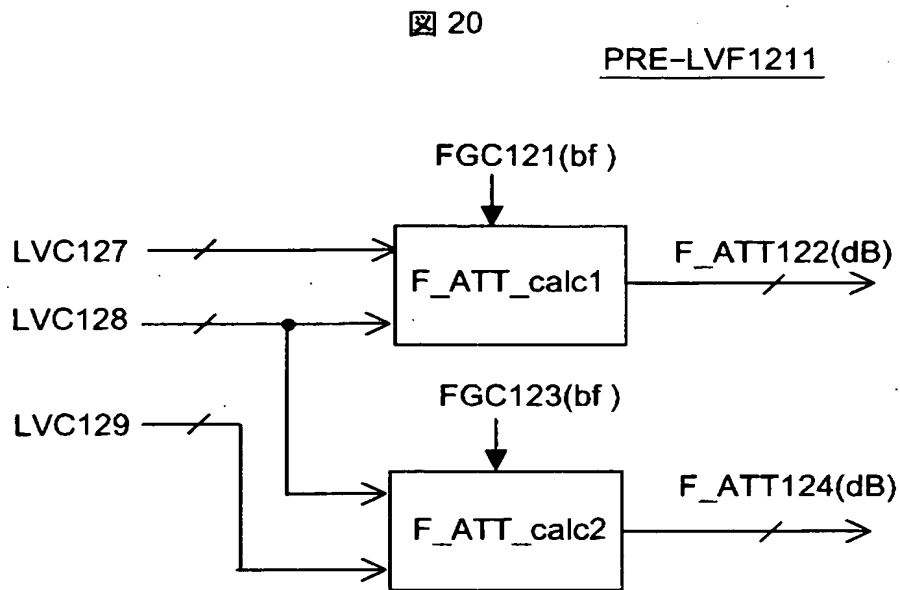 図 20
PRE-LVF1211
FGC121(bf )
LVC127
F_ATT_calc1
F_ATT122(dB)
LVC128
FGC123(bf )
LVC129
F_ATT_calc2
F_ATT124(dB)